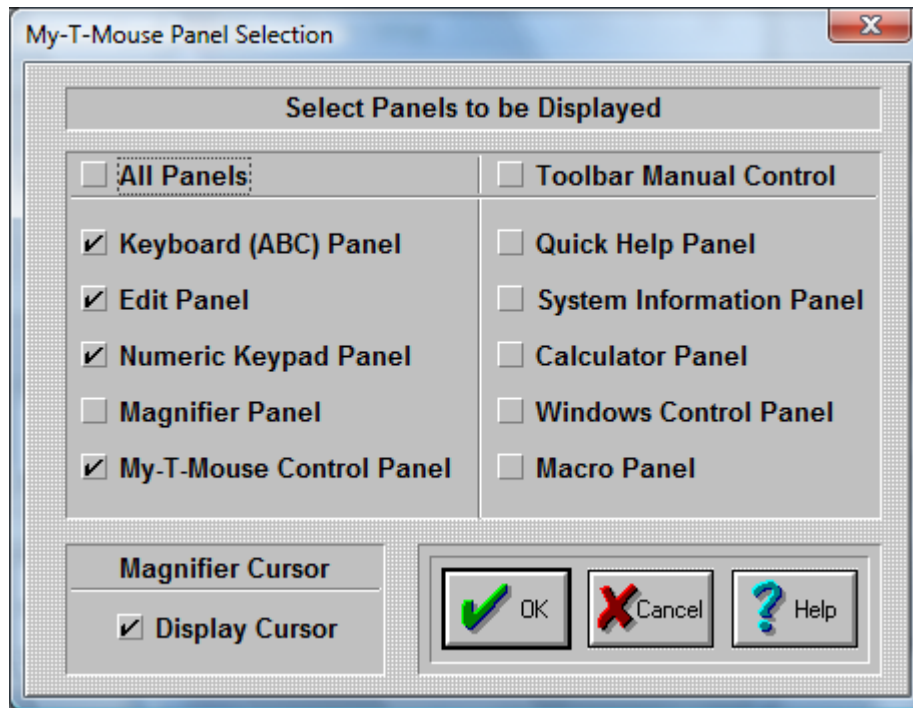 My-T-Mouse Panel Selection
Select Panels to be Displayed
All Panels
Toolbar Manual Control
Keyboard (ABC) Panel
Quick Help Panel
Edit Panel
System Information Panel
Numeric Keypad Panel
Calculator Panel
Magnifier Panel
Windows Control Panel
My-T-Mouse Control Panel
Macro Panel
Magnifier Cursor
Display Cursor
OK
Cancel
Help